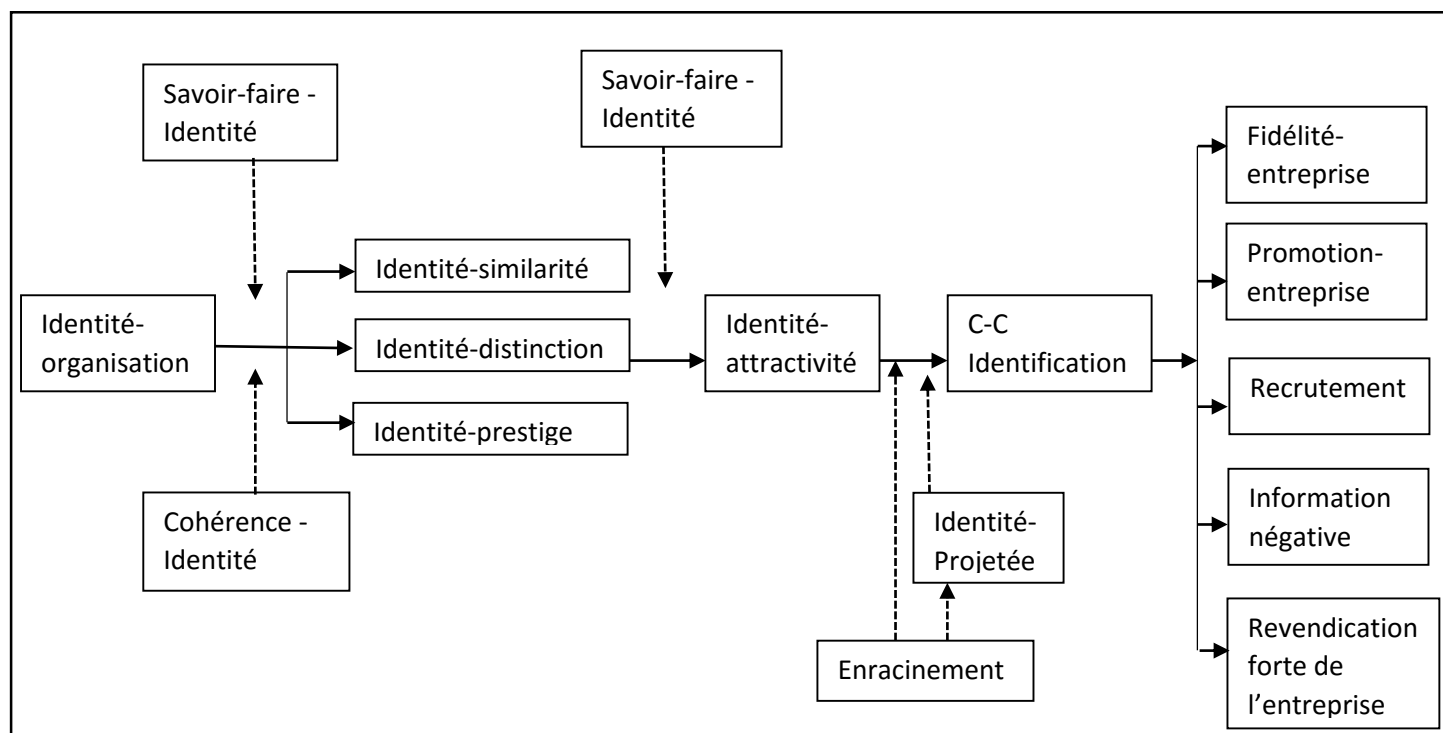 Savoir-faire -
Identité
Savoir-faire -
Identité
Fidélité-
entreprise
Identité-similarité
Promotion-
entreprise
Identité-
organisation
Identité-distinction
Identité-
attractivité
C-C
Identification
Identité-prestige
Recrutement
Cohérence -
Identité
Identité-
Projetée
Information
négative
Enracinement
Revendication
forte de
l’entreprise